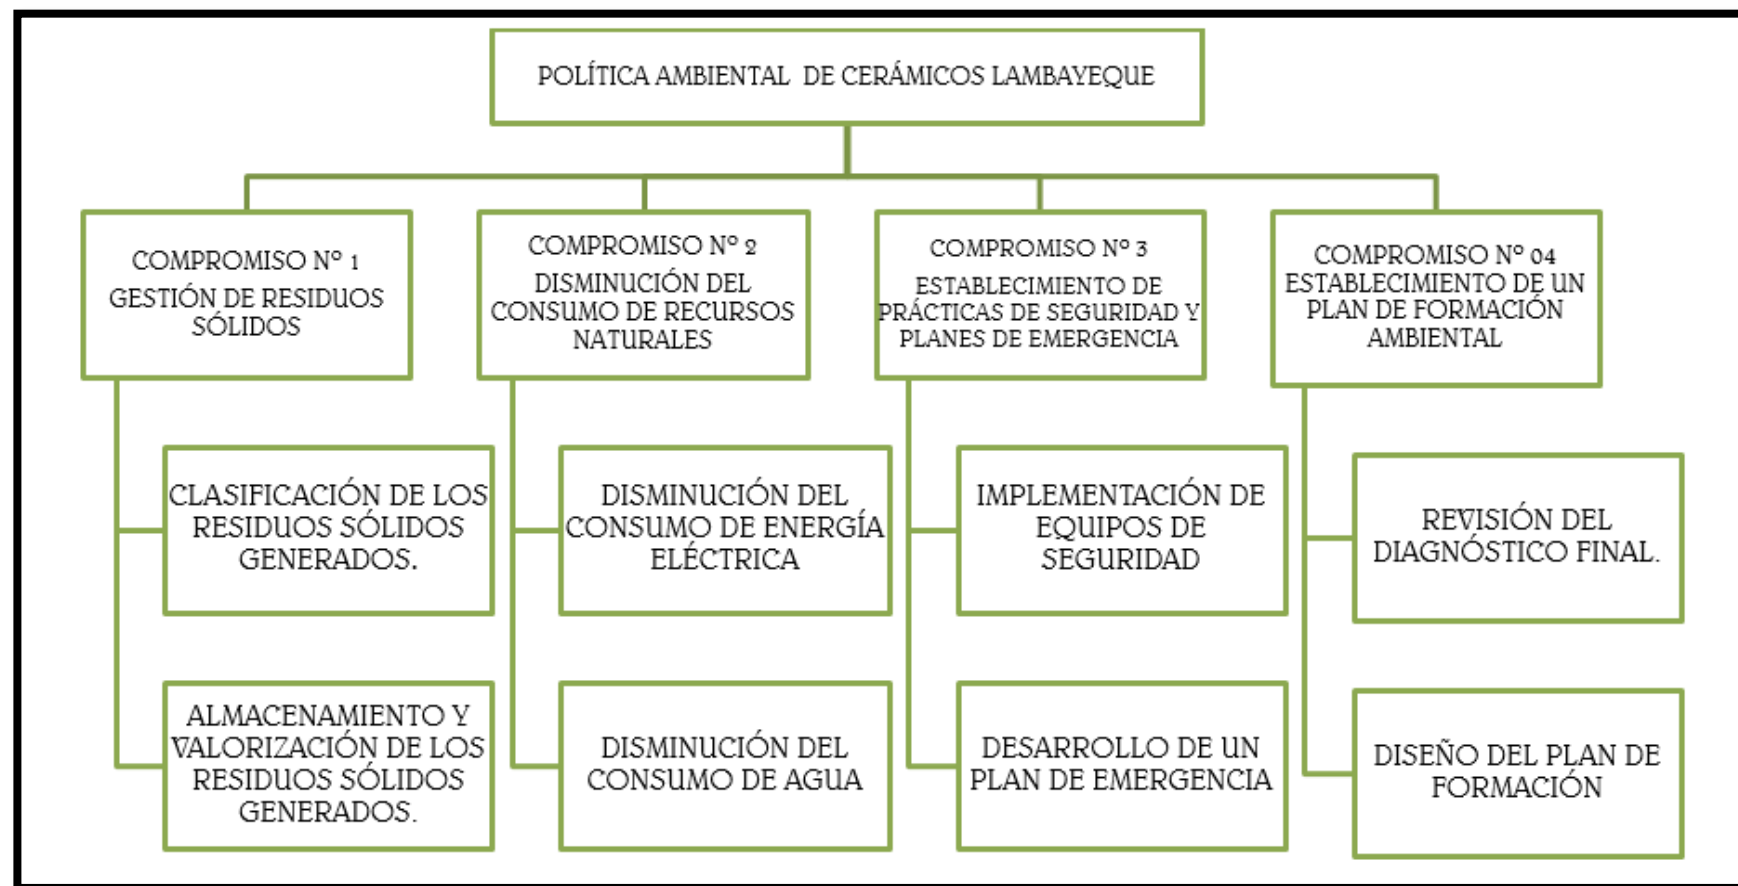 POLÍTICA AMBIENTAL DE CERÁMICOS LAMBAYEQUE
COMPROMISO Nº 1
GESTIÓN DE RESIDUOS
SÓLIDOS
CLASIFICACIÓN DE LOS
RESIDUOS SÓLIDOS
GENERADOS.
ALMACENAMIENTO Y
VALORIZACIÓN DE LOS
RESIDUOS SÓLIDOS
GENERADOS.
COMPROMISO Nº 2
DISMINUCIÓN DEL
CONSUMO DE RECURSOS
NATURALES
DISMINUCIÓN DEL
CONSUMO DE ENERGÍA
ELÉCTRICA
DISMINUCIÓN DEL
CONSUMO DE AGUA
COMPROMISO Nº 3
ESTABLECIMIENTO DE
PRÁCTICAS DE SEGURIDAD Y
PLANES DE EMERGENCIA
IMPLEMENTACIÓN DE
EQUIPOS DE
SEGURIDAD
DESARROLLO DE UN
PLAN DE EMERGENCIA
COMPROMISO Nº 04
ESTABLECIMIENTO DE UN
PLAN DE FORMACIÓN
AMBIENTAL
REVISIÓN DEL
DIAGNÓSTICO FINAL.
DISEÑO DEL PLAN DE
FORMACIÓN